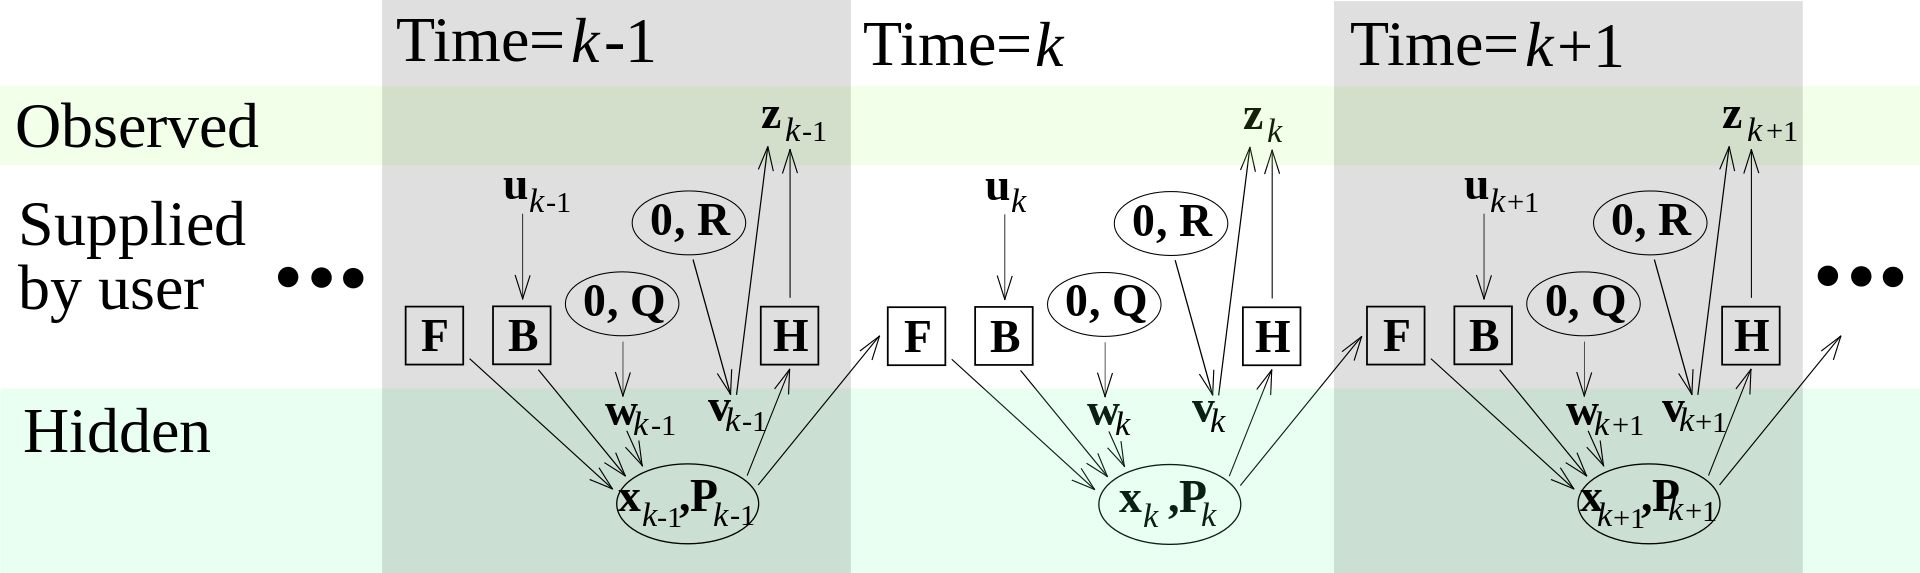 Time=k-1 Time=k Time=k+1
Observed z k-1 z k z k+1
Supplied by user
u k-1 u k u k+1
0, R 0, R 0, R
0, Q 0, Q 0, Q
••• F B H F B H F B H •••
Hidden
w k-1 v k-1 w k v k w k+1 v k+1
x k-1 ,P k-1 x k ,P k x k+1 ,P k+1